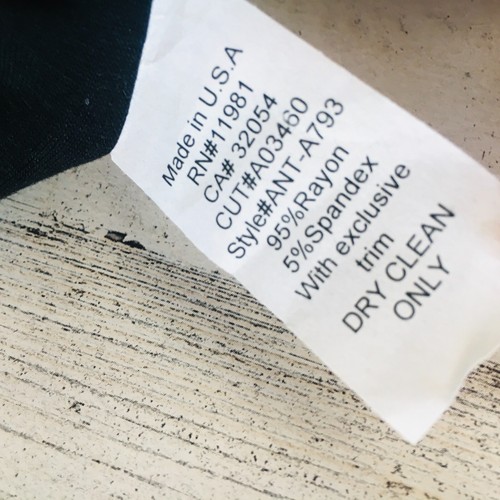 Made in U.S.A
RN#11981
CA# 32054
CUT#A03460
Style#ANT-A793
95%Rayon
5%Spandex
With exclusive
trim
DRY CLEAN
ONLY